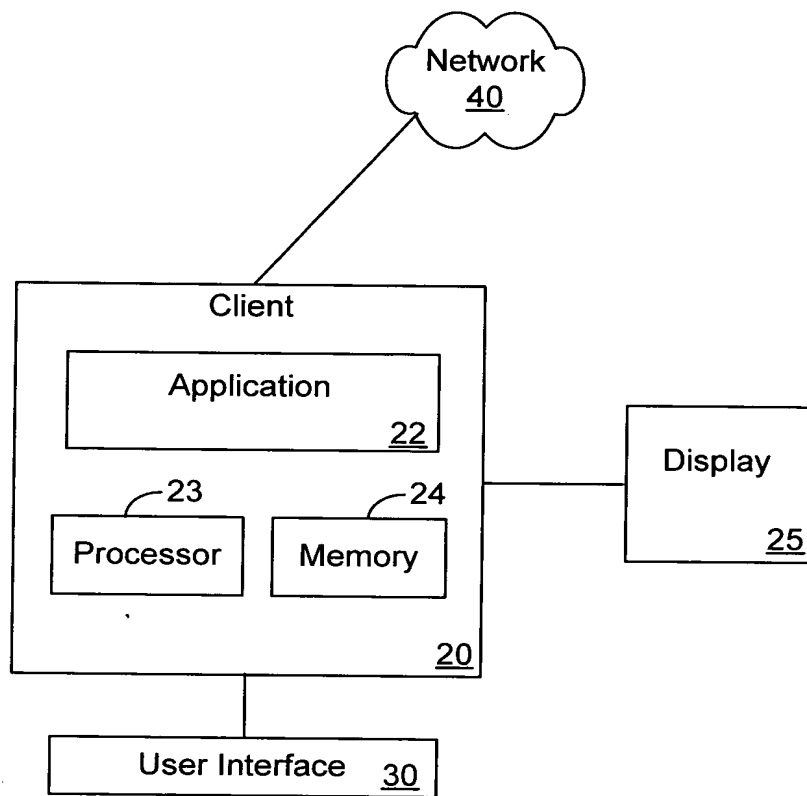 Network
40
Client
Application
22
23
24
Processor
Memory
Display
25
20
User Interface
30